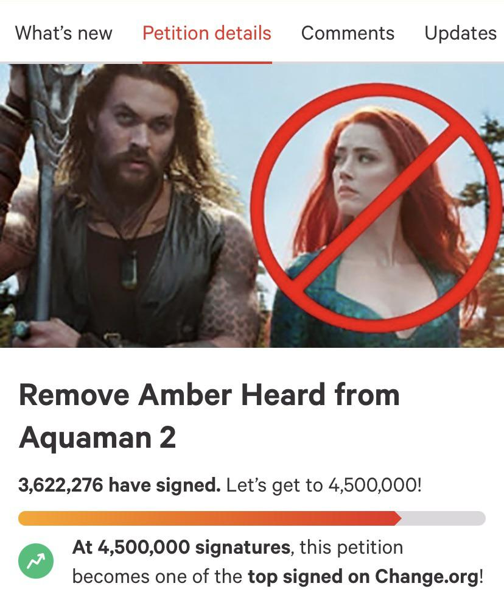 What's new Petition details Comments Updates
Remove Amber Heard from
Aquaman 2
3,622,276 have signed. Let's get to 4,500,000!
At 4,500,000 signatures, this petition
becomes one of the top signed on Change.org!